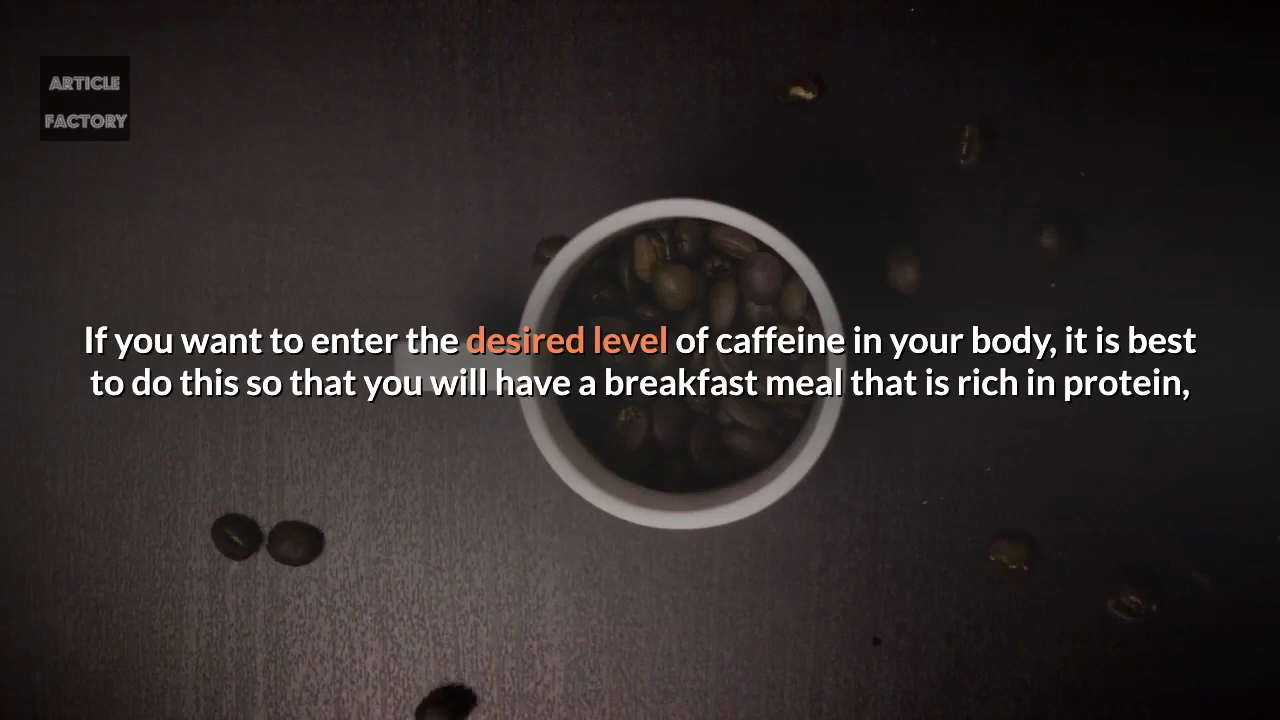 ARTICLE
FACTORY
If you want to enter the desired level of caffeine in your body, it is best
to do this so that you will have a breakfast meal that is rich in protein,